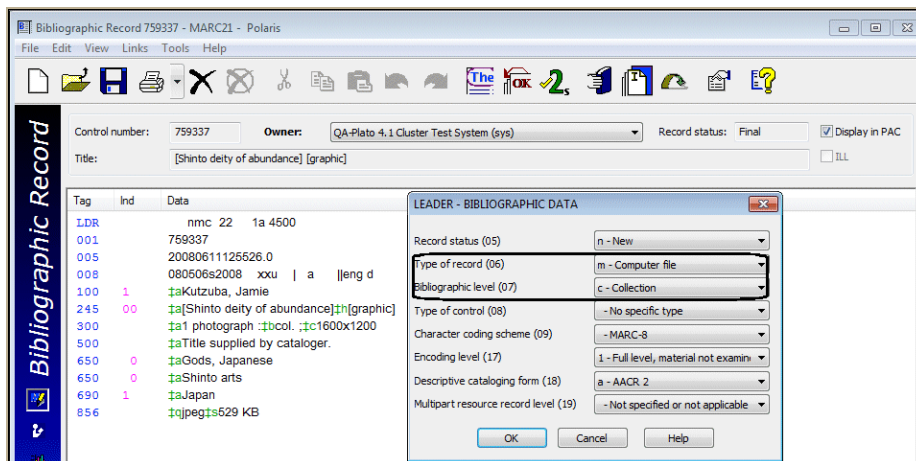 Bibliographic Record 759337 - MARC21 - Polaris
File Edit View Links Tools Help
The OK 2 s I ?
Bibliographic Record
Control number: 759337 Owner: QA-Plato 4.1 Cluster Test System (sys) Record status: Final Display in PAC
Title: [Shinto deity of abundance] [graphic] ILL
Tag Ind Data
LDR nmc 22 1a 4500
001 759337
005 20080611125526.0
008 080506s2008 xxu | a ||eng d
100 1 ‡aKutzuba, Jamie
245 00 ‡a[Shinto deity of abundance]‡h[graphic]
300 ‡a1 photograph :‡bcol. ;‡c1600x1200
500 ‡aTitle supplied by cataloger.
650 0 ‡aGods, Japanese
650 0 ‡aShinto arts
690 1 ‡aJapan
856 ‡qjpeg‡s529 KB
LEADER - BIBLIOGRAPHIC DATA
Record status (05) n - New
Type of record (06) m - Computer file
Bibliographic level (07) c - Collection
Type of control (08) - No specific type
Character coding scheme (09) - MARC-8
Encoding level (17) 1 - Full level, material not examin
Descriptive cataloging form (18) a - AACR 2
Multipart resource record level (19) - Not specified or not applicable
OK Cancel Help